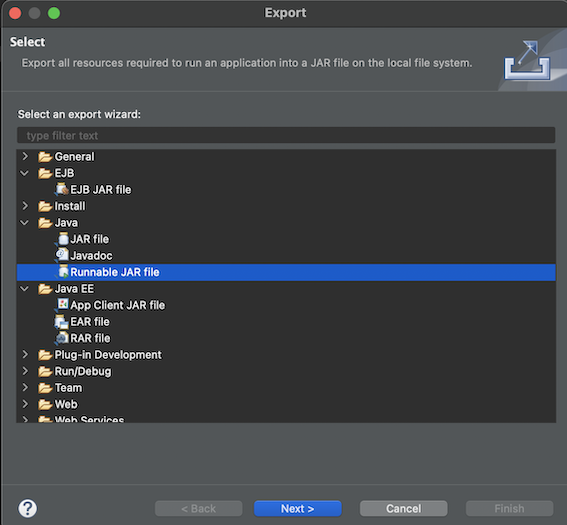 Export
Select
Export all resources required to run an application into a JAR file on the local file system.
Select an export wizard:
type filter text
General
EJB
EJB JAR file
Install
Java
JAR file
Javadoc
Runnable JAR file
Java EE
App Client JAR file
EAR file
RAR file
Plug-in Development
Run/Debug
Team
Web
Web Services
?
< Back
Next >
Cancel
Finish